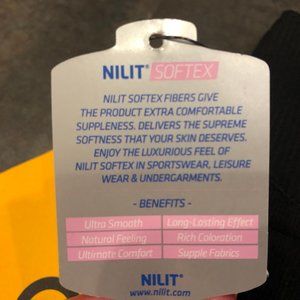 NILIT® SOFTEX
NILIT SOFTEX FIBERS GIVE
THE PRODUCT EXTRA COMFORTABLE
SUPPLENESS. DELIVERS THE SUPREME
SOFTNESS THAT YOUR SKIN DESERVES.
ENJOY THE LUXURIOUS FEEL OF
NILIT SOFTEX IN SPORTSWEAR, LEISURE
WEAR & UNDERGARMENTS.
- BENEFITS -
Ultra Smooth Long-Lasting Effect
Natural Feeling Rich Coloration
Ultimate Comfort Supple Fabrics
NILIT®
www.nilit.com